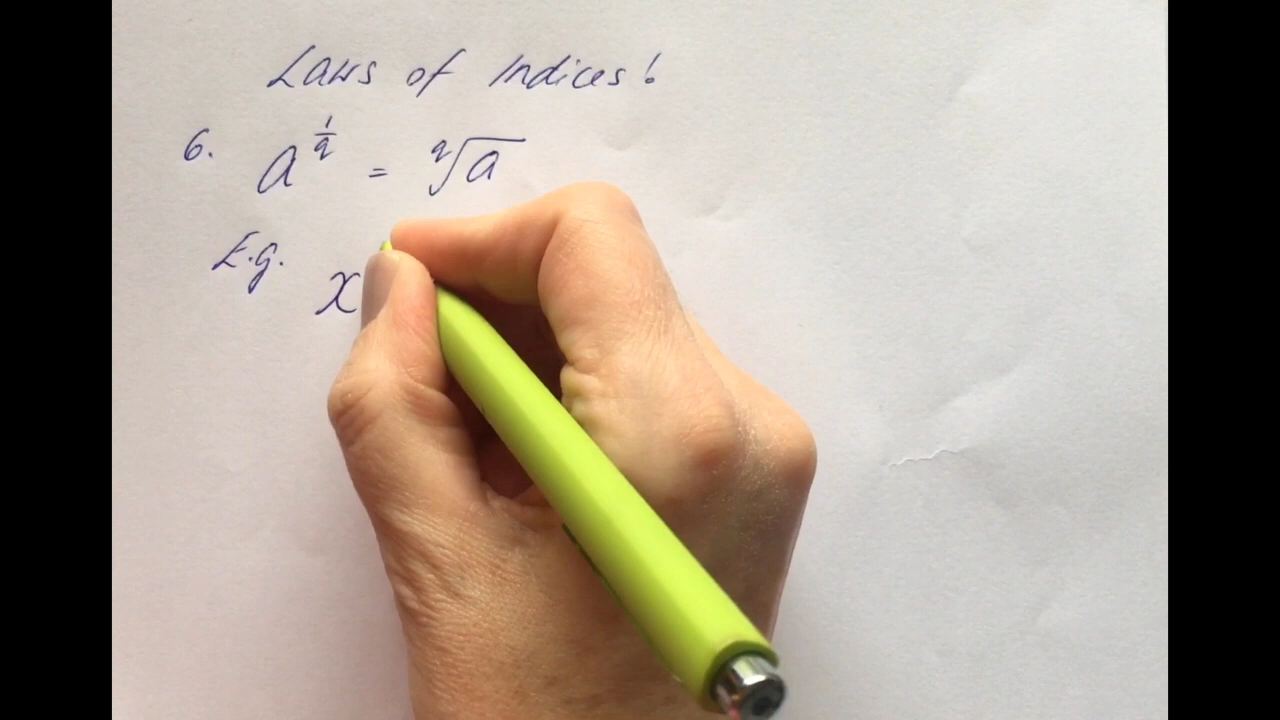 Laws of Indices!
6. a^(1/q) = ᑫ√a
E.g. x